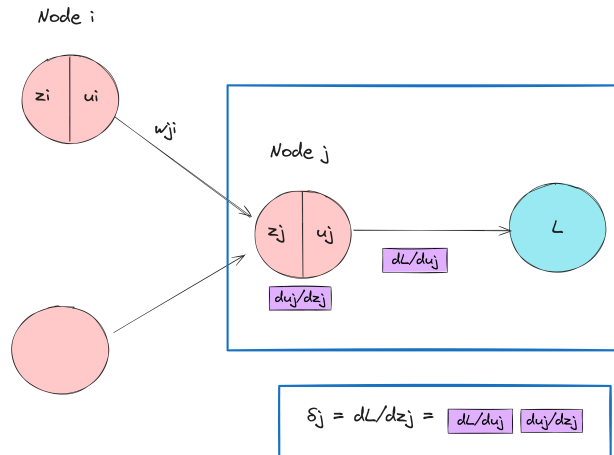 Node i
zi ui
wji
Node j
zj uj
L
dL/duj
duj/dzj
δj = dL/dzj = dL/duj duj/dzj